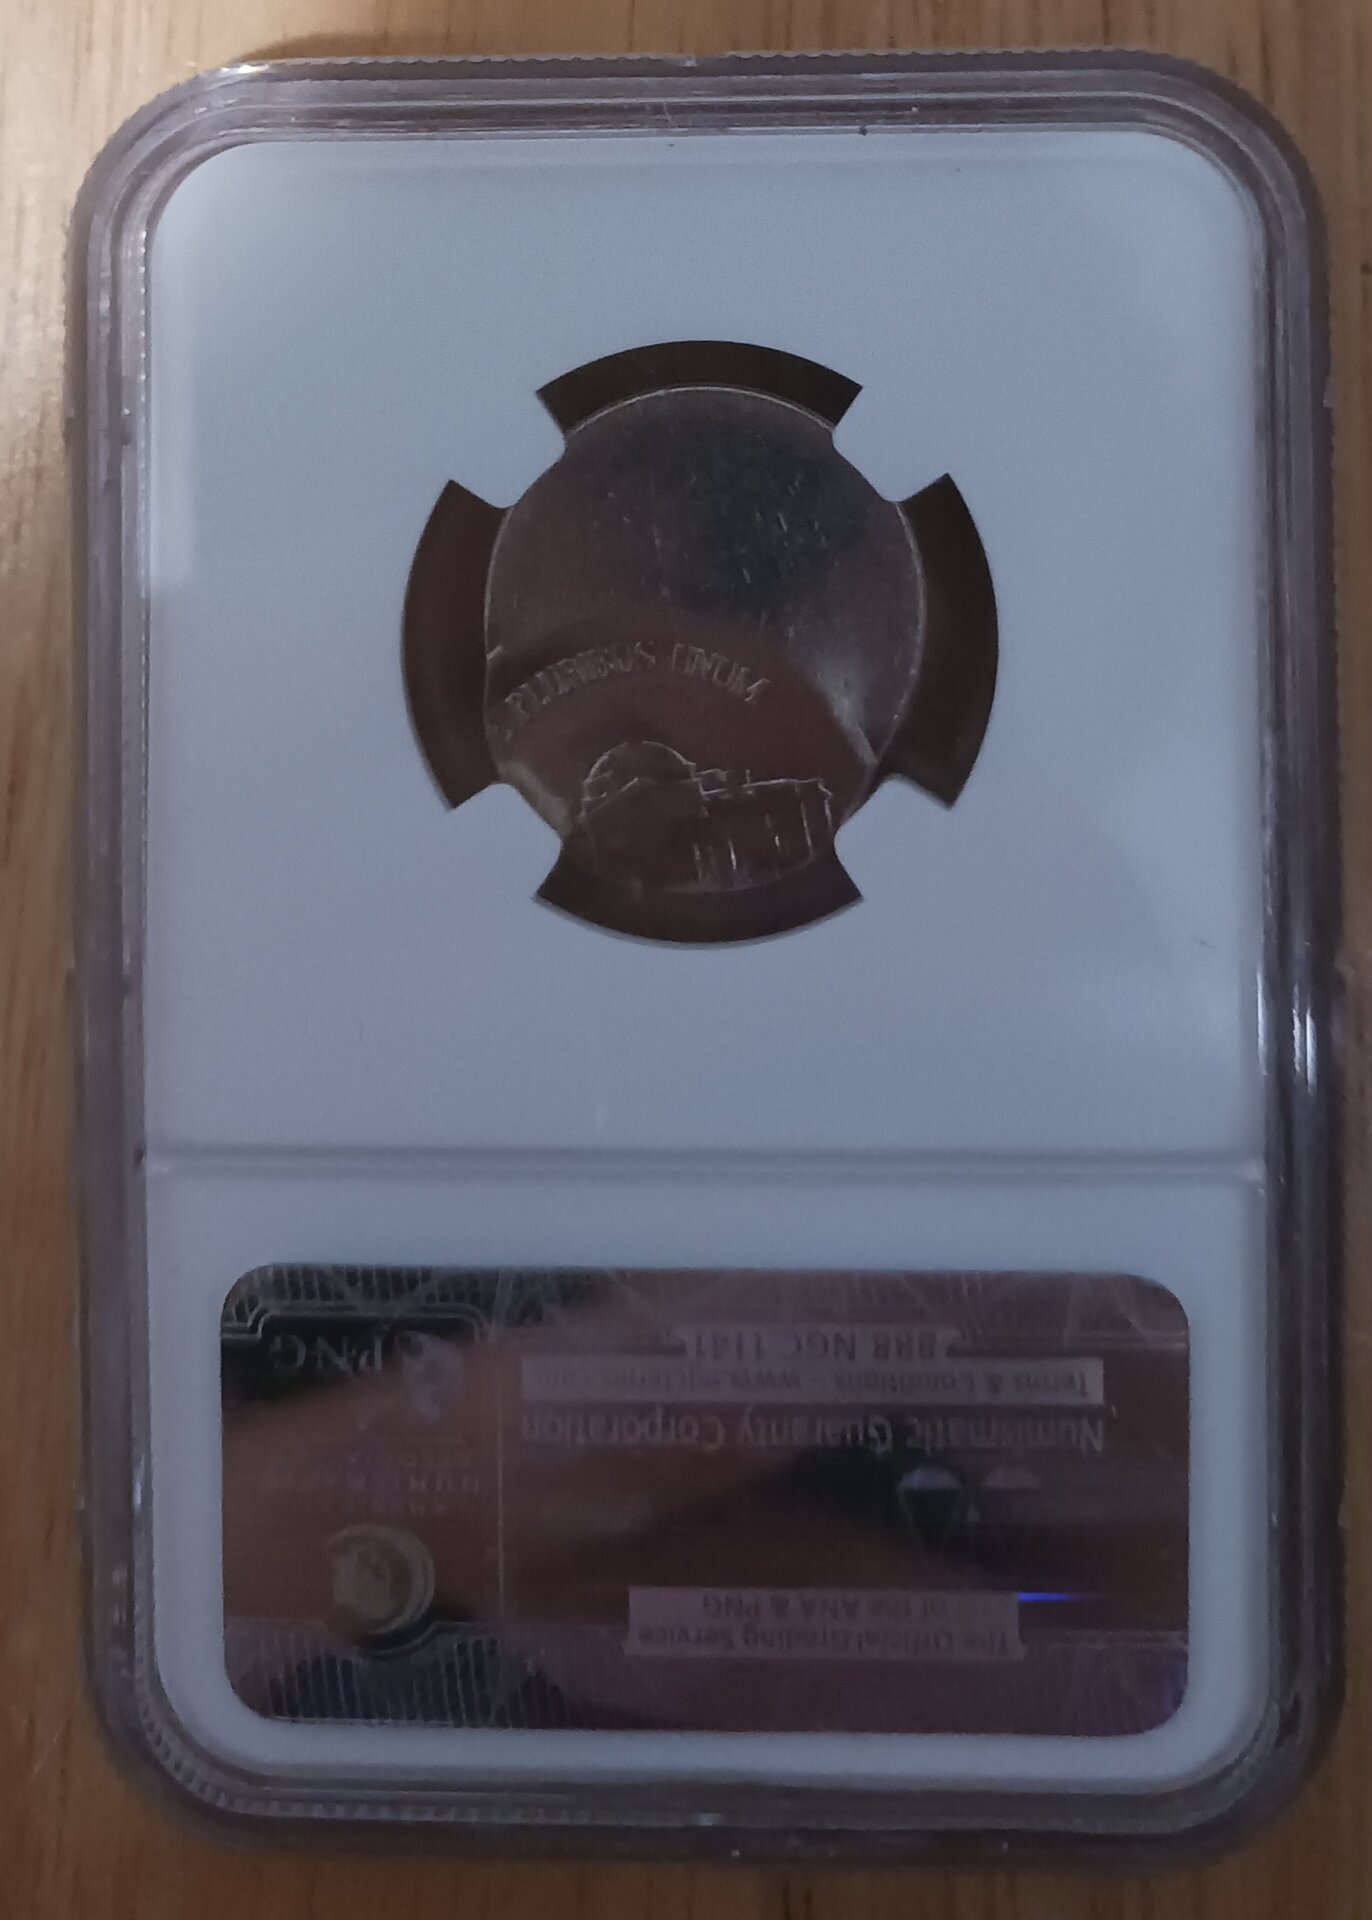 PLURIBUS UNUM
The Official Grading Service
of the ANA & PNG
Numismatic Guaranty Corporation
Terms & Conditions - www.ngcterms.com
888 NGC 1141
PNG